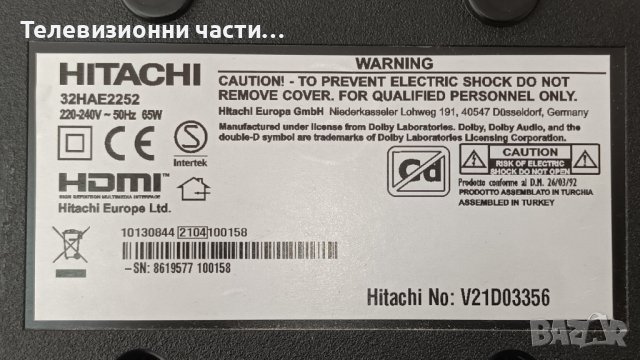 Телевизионни части...
HITACHI
32HAE2252
220-240V ~ 50Hz 65W
CE
S
Intertek
HDMI
HIGH DEFINITION MULTIMEDIA INTERFACE
Hitachi Europe Ltd.
WARNING
CAUTION! - TO PREVENT ELECTRIC SHOCK DO NOT
REMOVE COVER. FOR QUALIFIED PERSONNEL ONLY.
Hitachi Europa GmbH Niederkasseler Lohweg 191, 40547 Düsseldorf, Germany
Manufactured under license from Dolby Laboratories. Dolby, Dolby Audio, and the
double-D symbol are trademarks of Dolby Laboratories Licensing Corporation.
Cd
CAUTION
RISK OF ELECTRIC
SHOCK DO NOT OPEN
Prodotto conforme al D.M. 26/03/92
PRODOTTO ASSEMBLATO IN TURCHIA
ASSEMBLED IN TURKEY
10130844 2104 100158
-SN: 8619577 100158
Hitachi No: V21D03356
BAZAR